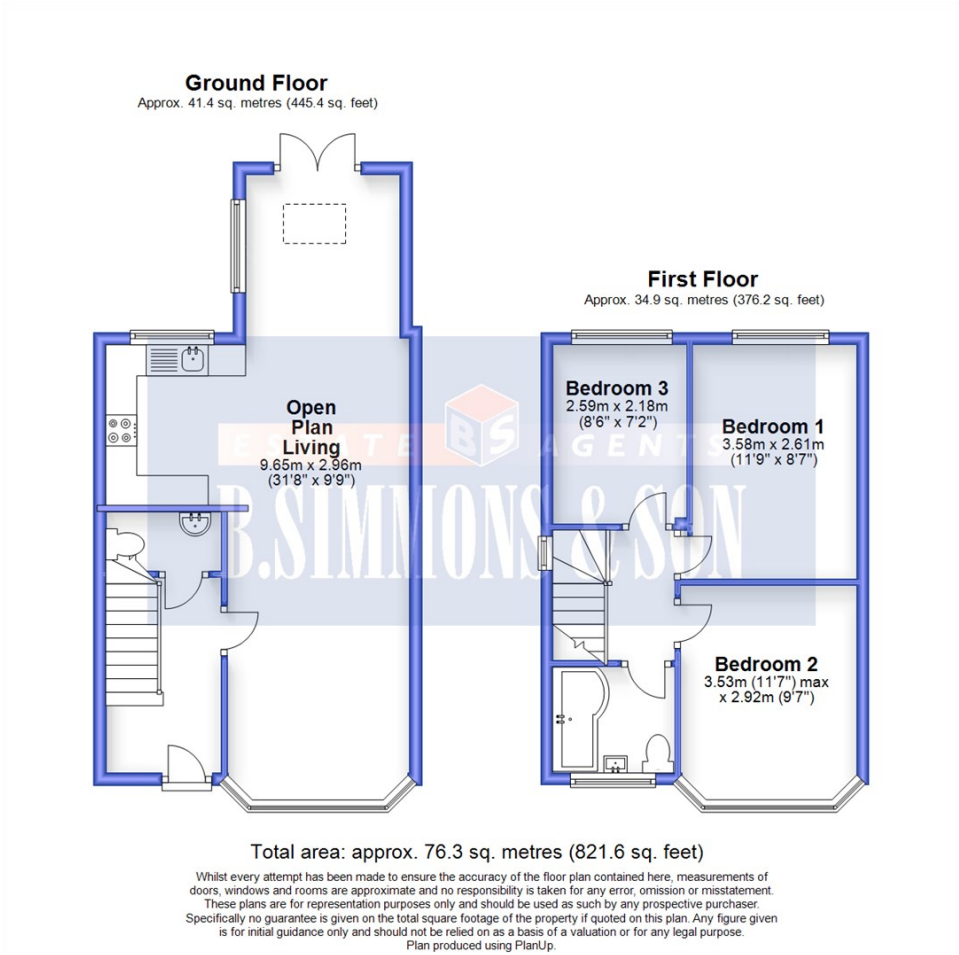 Ground Floor
Approx. 41.4 sq. metres (445.4 sq. feet)
First Floor
Approx. 34.9 sq. metres (376.2 sq. feet)
Open
Plan
Living
9.65m x 2.96m
(31'8" x 9'9")
Bedroom 3
2.59m x 2.18m
(8'6" x 7'2")
Bedroom 1
3.58m x 2.61m
(11'9" x 8'7")
ESTATE BS AGENTS
B.SIMMONS & SON
Bedroom 2
3.53m (11'7") max
x 2.92m (9'7")
Total area: approx. 76.3 sq. metres (821.6 sq. feet)
Whilst every attempt has been made to ensure the accuracy of the floor plan contained here, measurements of
doors, windows and rooms are approximate and no responsibility is taken for any error, omission or misstatement.
These plans are for representation purposes only and should be used as such by any prospective purchaser.
Specifically no guarantee is given on the total square footage of the property if quoted on this plan. Any figure given
is for initial guidance only and should not be relied on as a basis of a valuation or for any legal purpose.
Plan produced using PlanUp.